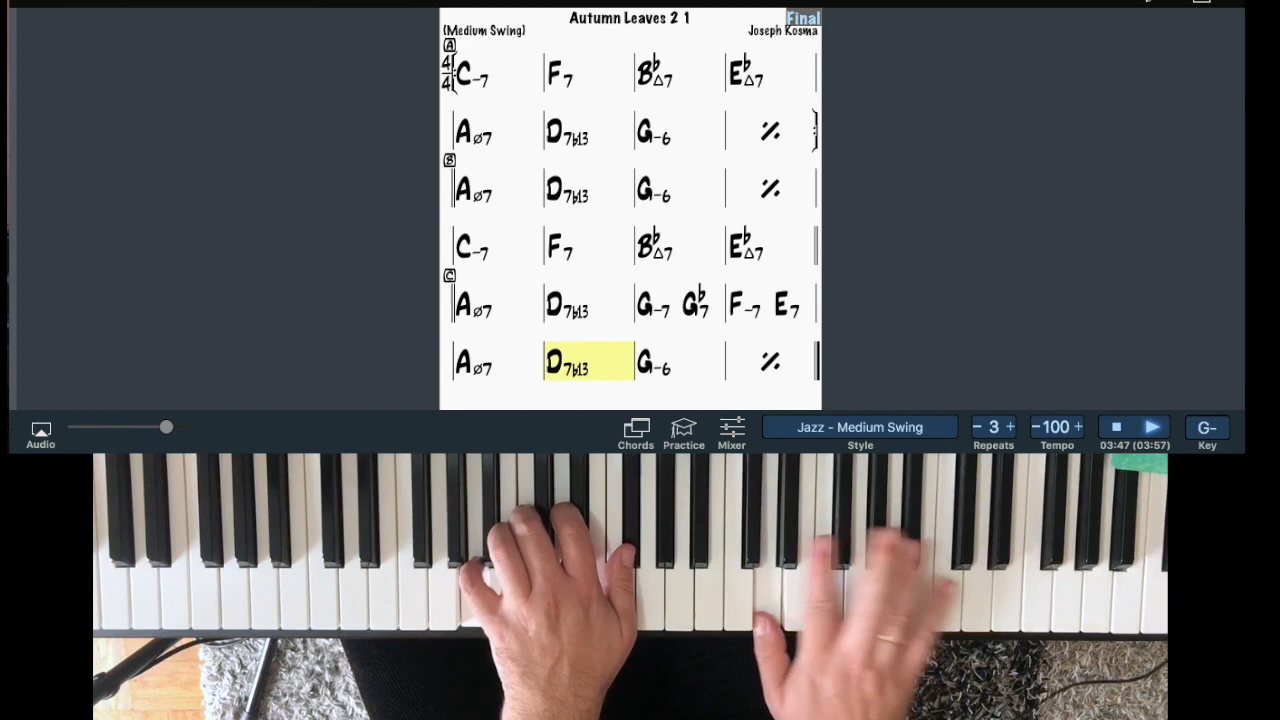 Autumn Leaves 2 1 Final
(Medium Swing) Joseph Kosma
A
4/4 C-7 F7 B♭△7 E♭△7
Aø7 D7♭13 G-6 𝄎
B
Aø7 D7♭13 G-6 𝄎
C-7 F7 B♭△7 E♭△7
C
Aø7 D7♭13 G-7 G♭7 F-7 E7
Aø7 D7♭13 G-6 𝄎
Jazz - Medium Swing - 3 + -100 + G-
Audio Chords Practice Mixer Style Repeats Tempo 03:47 (03:57) Key